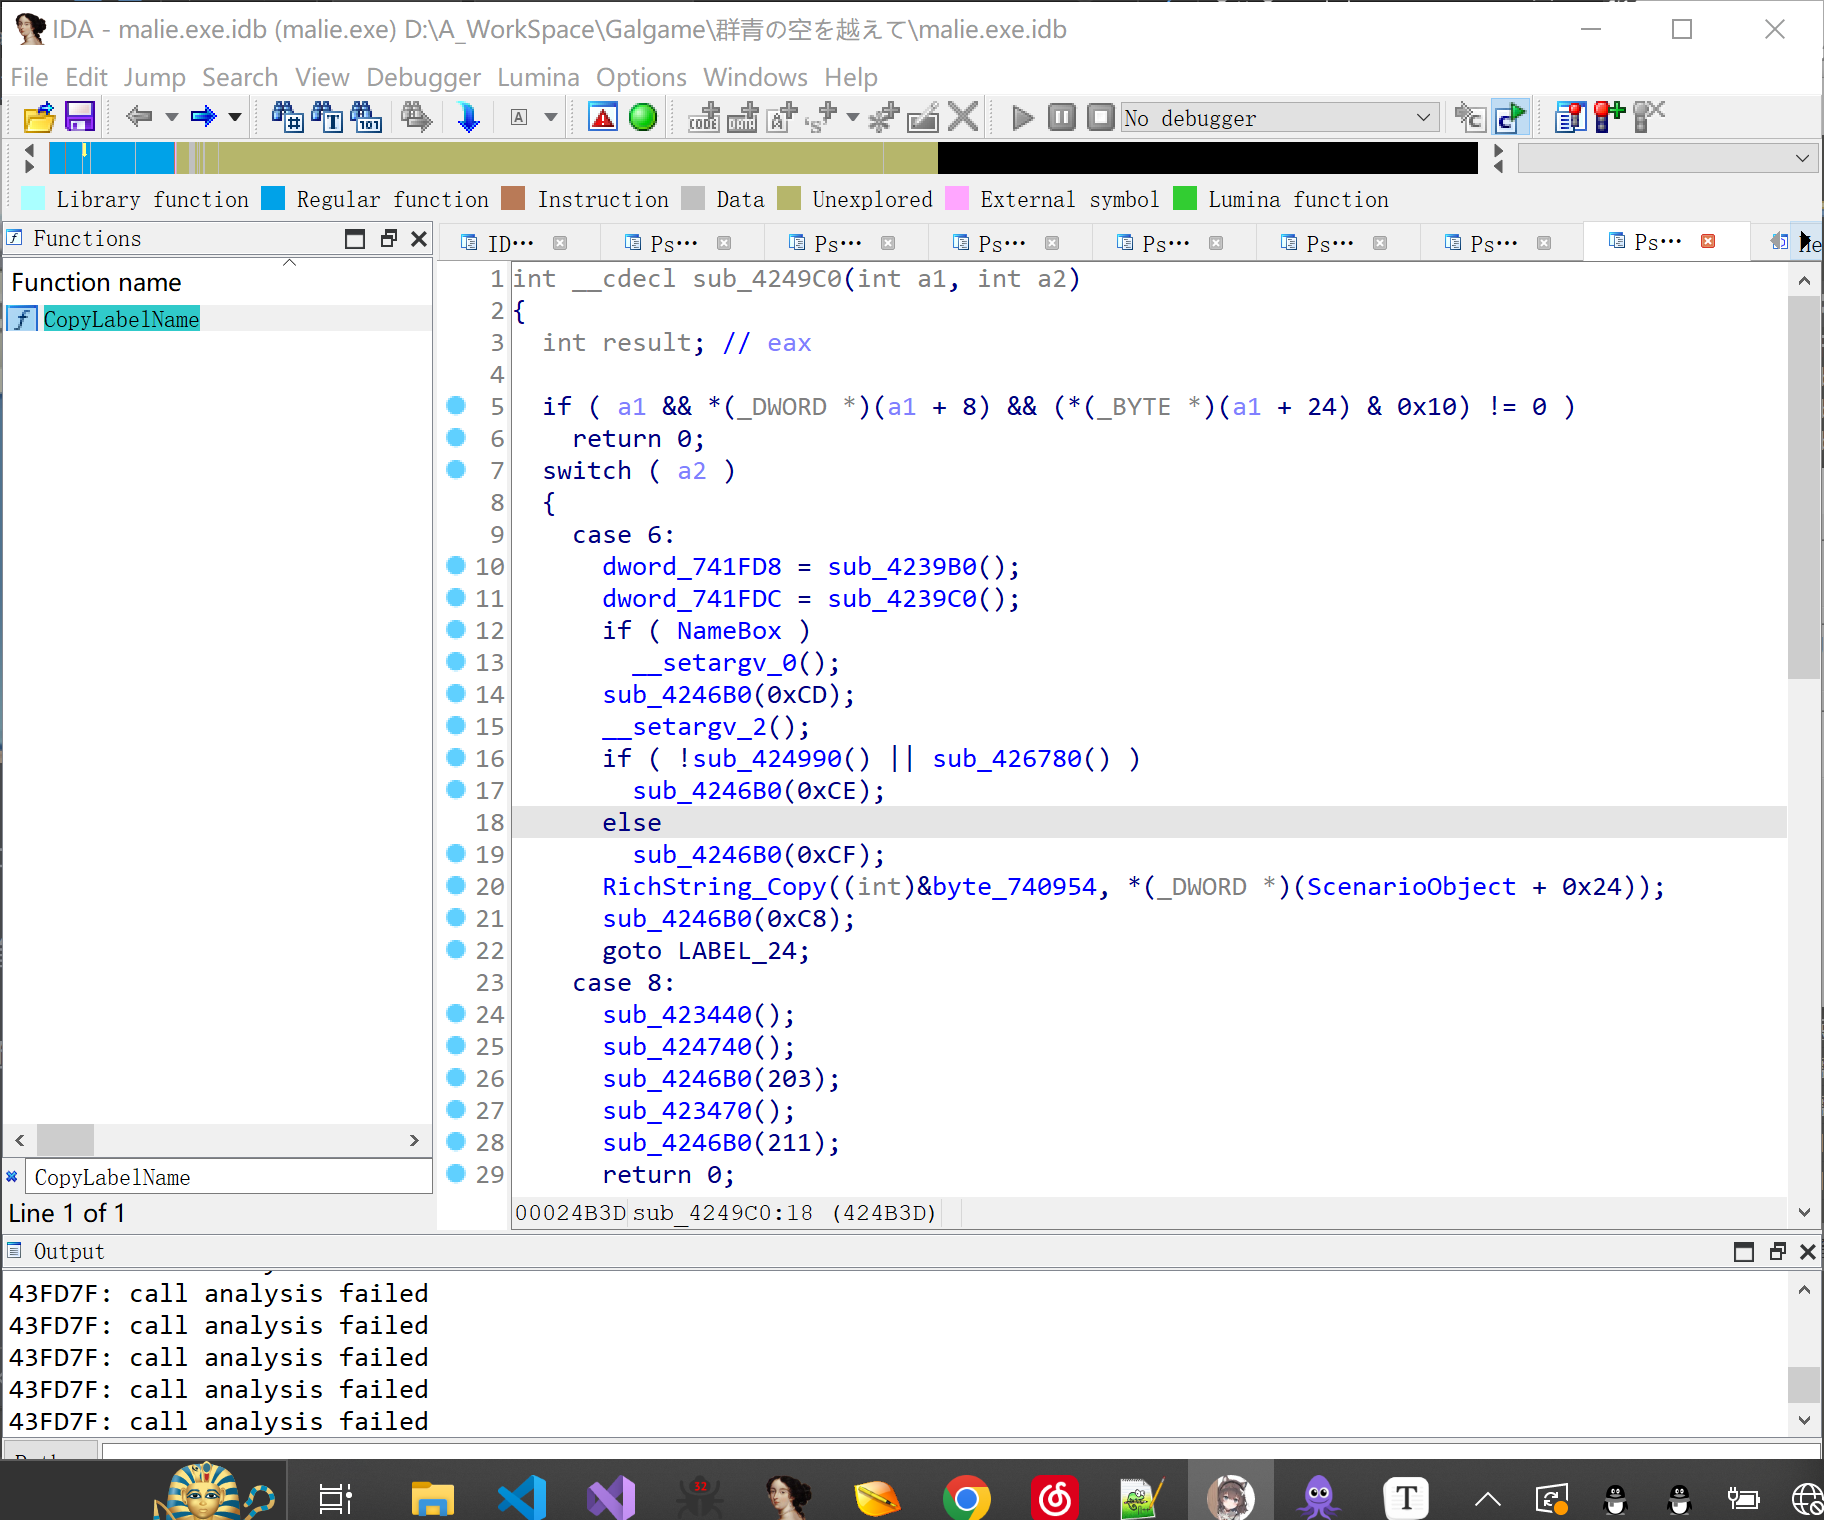 IDA - malie.exe.idb (malie.exe) D:\A_WorkSpace\Galgame\群青の空を越えて\malie.exe.idb
File Edit Jump Search View Debugger Lumina Options Windows Help
No debugger
Library function Regular function Instruction Data Unexplored External symbol Lumina function
Functions
ID… Ps… Ps… Ps… Ps… Ps… Ps… Ps…
Function name
CopyLabelName
1 int __cdecl sub_4249C0(int a1, int a2)
2 {
3 int result; // eax
4
5 if ( a1 && *(_DWORD *)(a1 + 8) && (*(_BYTE *)(a1 + 24) & 0x10) != 0 )
6 return 0;
7 switch ( a2 )
8 {
9 case 6:
10 dword_741FD8 = sub_4239B0();
11 dword_741FDC = sub_4239C0();
12 if ( NameBox )
13 __setargv_0();
14 sub_4246B0(0xCD);
15 __setargv_2();
16 if ( !sub_424990() || sub_426780() )
17 sub_4246B0(0xCE);
18 else
19 sub_4246B0(0xCF);
20 RichString_Copy((int)&byte_740954, *(_DWORD *)(ScenarioObject + 0x24));
21 sub_4246B0(0xC8);
22 goto LABEL_24;
23 case 8:
24 sub_423440();
25 sub_424740();
26 sub_4246B0(203);
27 sub_423470();
28 sub_4246B0(211);
29 return 0;
CopyLabelName
Line 1 of 1
00024B3D sub_4249C0:18 (424B3D)
Output
43FD7F: call analysis failed
43FD7F: call analysis failed
43FD7F: call analysis failed
43FD7F: call analysis failed
43FD7F: call analysis failed